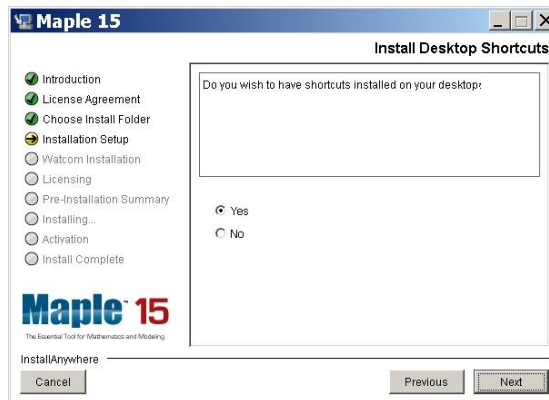 Maple 15
Install Desktop Shortcuts
Introduction
License Agreement
Choose Install Folder
Installation Setup
Watcom Installation
Licensing
Pre-Installation Summary
Installing...
Activation
Install Complete
Do you wish to have shortcuts installed on your desktop?
Yes
No
Maple™ 15
The Essential Tool for Mathematics and Modeling
InstallAnywhere
Cancel
Previous
Next